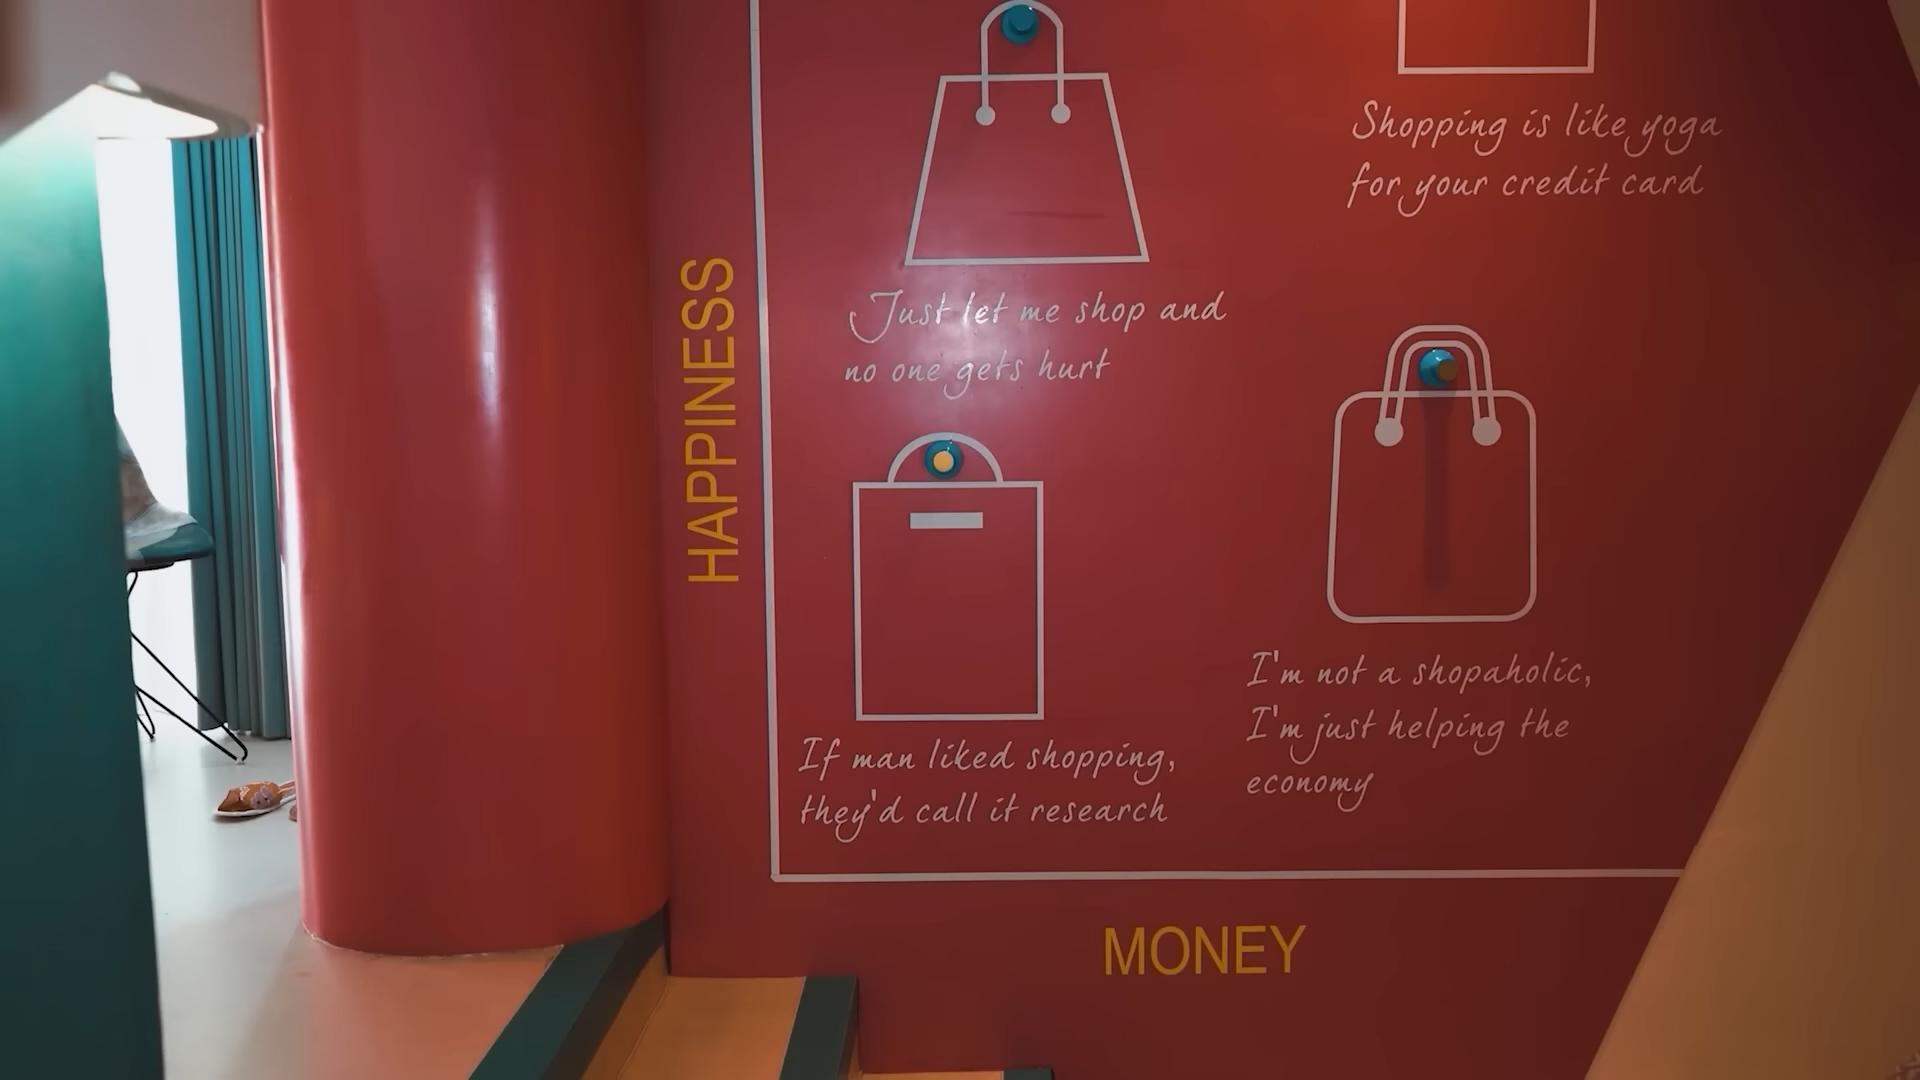 Shopping is like yoga
for your credit card
Just let me shop and
no one gets hurt
HAPPINESS
I'm not a shopaholic,
I'm just helping the
economy
If man liked shopping,
they'd call it research
MONEY